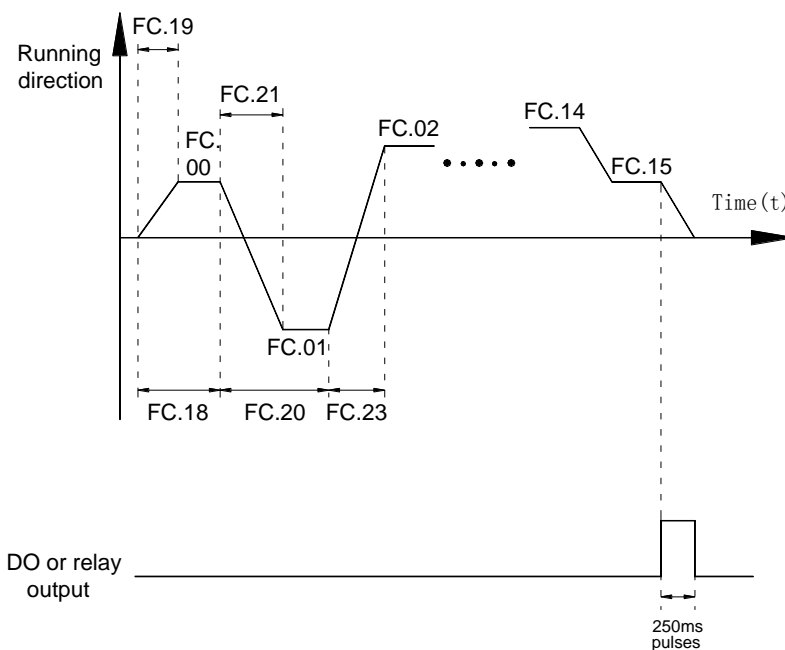 FC.19
Running
direction
FC.21
FC.
00
FC.02
FC.14
FC.15
Time(t)
FC.01
FC.18
FC.20
FC.23
DO or relay
output
250ms
pulses